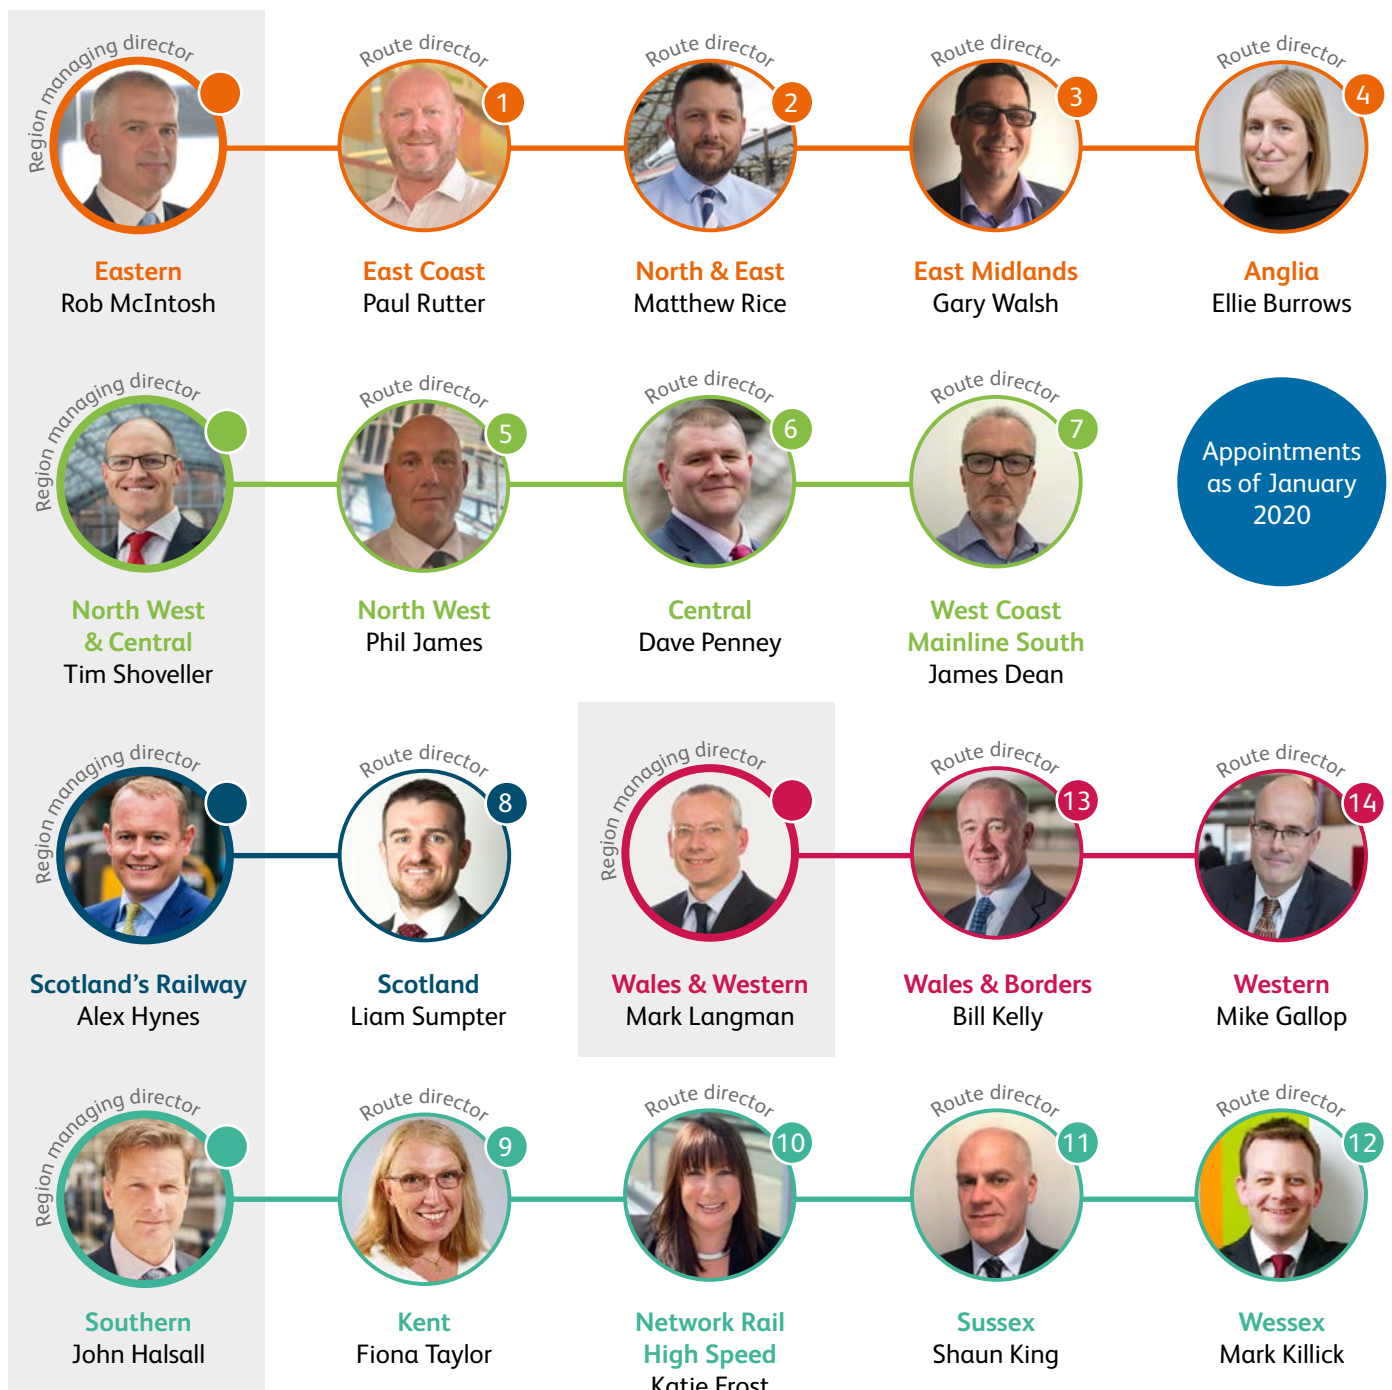 Region managing director
Route director
1
Route director
2
Route director
3
Route director
4
Eastern
Rob McIntosh
East Coast
Paul Rutter
North & East
Matthew Rice
East Midlands
Gary Walsh
Anglia
Ellie Burrows
Region managing director
Route director
5
Route director
6
Route director
7
Appointments
as of January
2020
North West
& Central
Tim Shoveller
North West
Phil James
Central
Dave Penney
West Coast
Mainline South
James Dean
Region managing director
Route director
8
Region managing director
Route director
13
Route director
14
Scotland’s Railway
Alex Hynes
Scotland
Liam Sumpter
Wales & Western
Mark Langman
Wales & Borders
Bill Kelly
Western
Mike Gallop
Region managing director
Route director
9
Route director
10
Route director
11
Route director
12
Southern
John Halsall
Kent
Fiona Taylor
Network Rail
High Speed
Katie Frost
Sussex
Shaun King
Wessex
Mark Killick